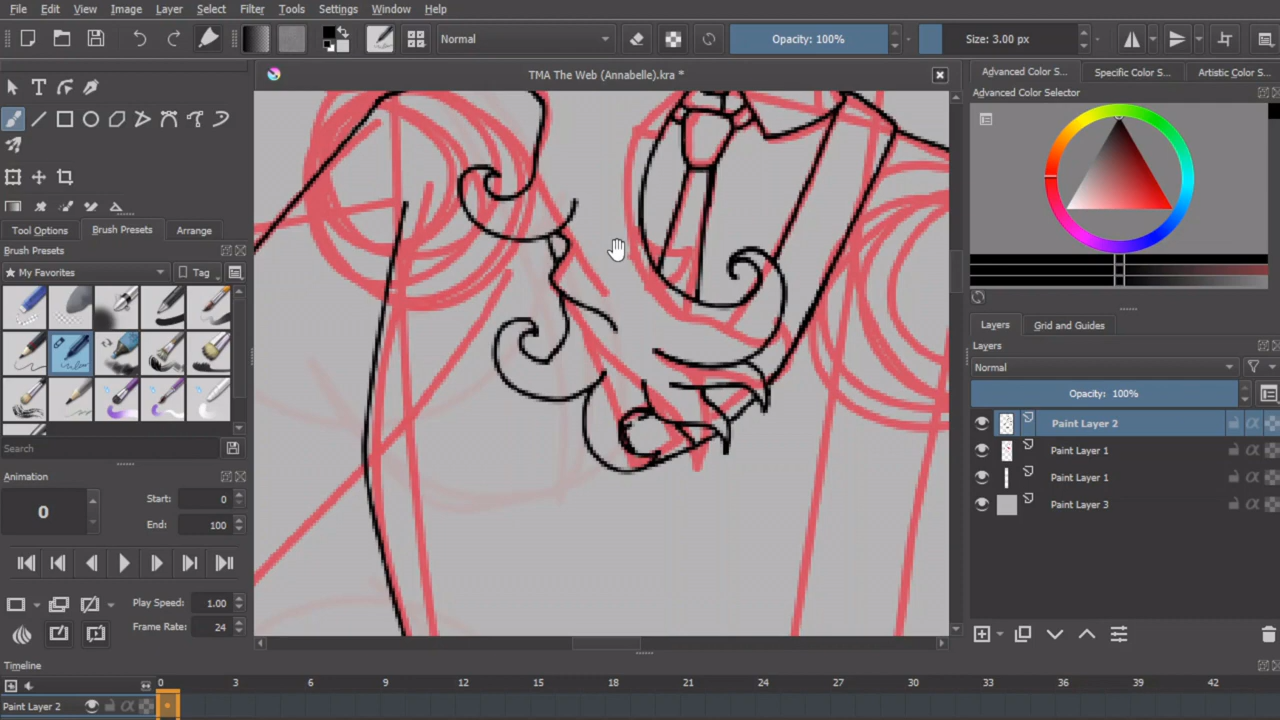 File Edit View Image Layer Select Filter Tools Settings Window Help
Normal Opacity: 100% Size: 3.00 px
TMA The Web (Annabelle).kra *
Advanced Color S... Specific Color S... Artistic Color S...
Advanced Color Selector
Tool Options Brush Presets Arrange
Brush Presets
My Favorites Tag
Search
Animation
0 Start: 0
End: 100
Play Speed: 1.00
Frame Rate: 24
Layers Grid and Guides
Layers
Normal
Opacity: 100%
Paint Layer 2
Paint Layer 1
Paint Layer 1
Paint Layer 3
Timeline
0 3 6 9 12 15 18 21 24 27 30 33 36 39 42
Paint Layer 2